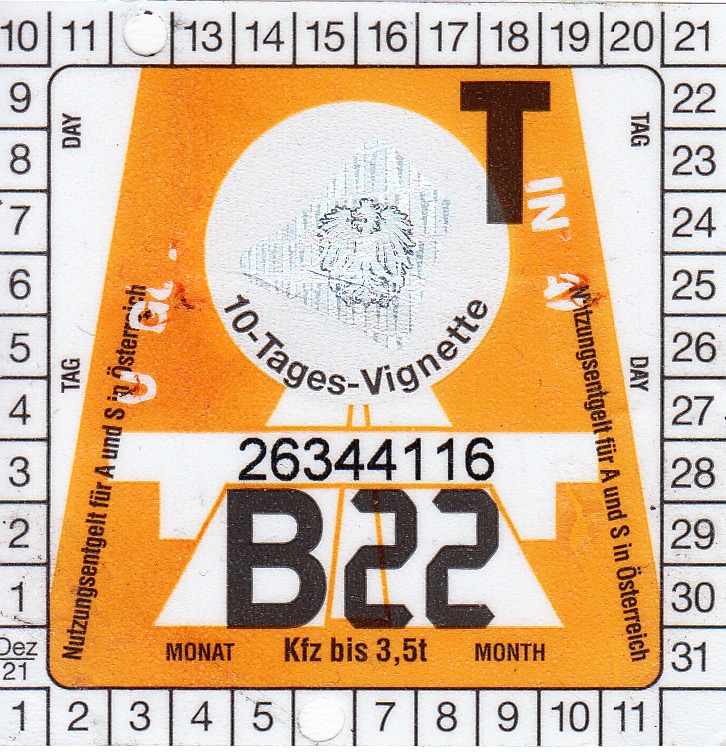 10 11 13 14 15 16 17 18 19 20 21
9 22
8 23
7 24
6 25
5 26
4 27
3 28
2 29
1 30
Dez
21
31
1 2 3 4 5 7 8 9 10 11
DAY
TAG
TAG
DAY
T
IN
10-Tages-Vignette
Nutzungsentgelt für A und S in Österreich
Nutzungsentgelt für A und S in Österreich
26344116
B22
MONAT Kfz bis 3,5t MONTH